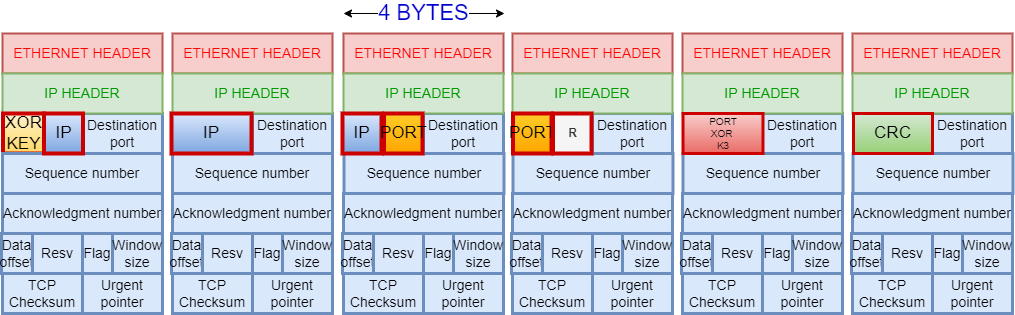 4 BYTES
ETHERNET HEADER ETHERNET HEADER ETHERNET HEADER ETHERNET HEADER ETHERNET HEADER ETHERNET HEADER
IP HEADER IP HEADER IP HEADER IP HEADER IP HEADER IP HEADER
XOR
KEY
IP
Destination
port
IP
Destination
port
IP
PORT
Destination
port
PORT
R
Destination
port
PORT
XOR
K3
Destination
port
CRC
Destination
port
Sequence number Sequence number Sequence number Sequence number Sequence number Sequence number
Acknowledgment number Acknowledgment number Acknowledgment number Acknowledgment number Acknowledgment number Acknowledgment number
Data
offset
Resv
Flag
Window
size
Data
offset
Resv
Flag
Window
size
Data
offset
Resv
Flag
Window
size
Data
offset
Resv
Flag
Window
size
Data
offset
Resv
Flag
Window
size
Data
offset
Resv
Flag
Window
size
TCP
Checksum
Urgent
pointer
TCP
Checksum
Urgent
pointer
TCP
Checksum
Urgent
pointer
TCP
Checksum
Urgent
pointer
TCP
Checksum
Urgent
pointer
TCP
Checksum
Urgent
pointer